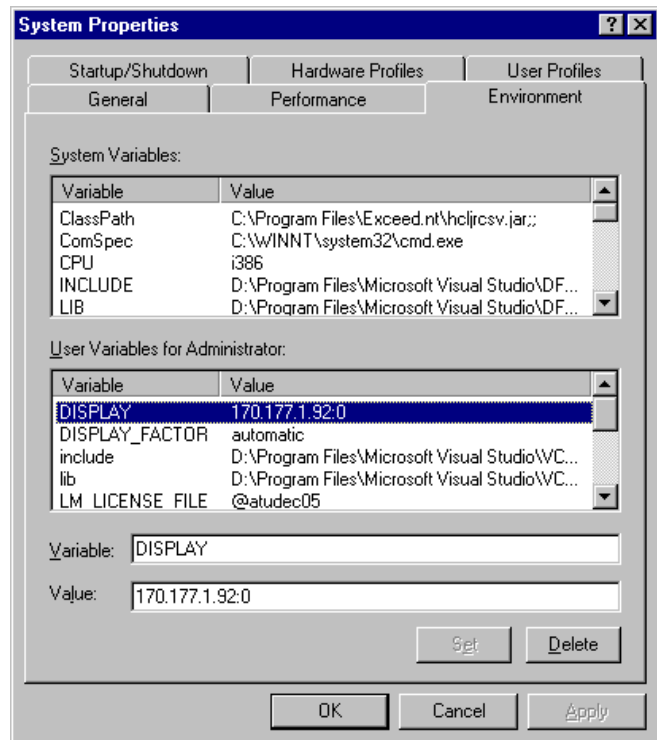 System Properties
Startup/Shutdown Hardware Profiles User Profiles
General Performance Environment
System Variables:
Variable Value
ClassPath C:\Program Files\Exceed.nt\hcljrcsv.jar;;
ComSpec C:\WINNT\system32\cmd.exe
CPU i386
INCLUDE D:\Program Files\Microsoft Visual Studio\DF...
LIB D:\Program Files\Microsoft Visual Studio\DF...
User Variables for Administrator:
Variable Value
DISPLAY 170.177.1.92:0
DISPLAY_FACTOR automatic
include D:\Program Files\Microsoft Visual Studio\VC...
lib D:\Program Files\Microsoft Visual Studio\VC...
LM_LICENSE_FILE @atudec05
Variable: DISPLAY
Value: 170.177.1.92:0
Set Delete
OK Cancel Apply